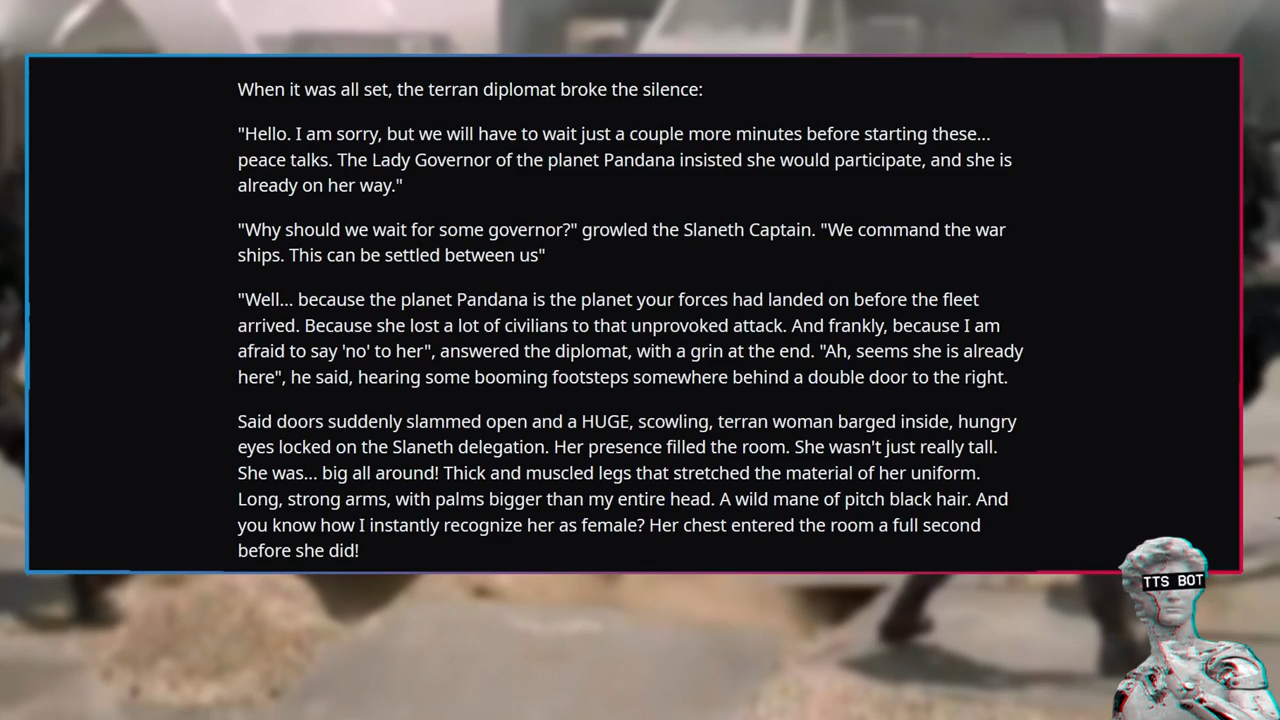 When it was all set, the terran diplomat broke the silence:
"Hello. I am sorry, but we will have to wait just a couple more minutes before starting these...
peace talks. The Lady Governor of the planet Pandana insisted she would participate, and she is
already on her way."
"Why should we wait for some governor?" growled the Slaneth Captain. "We command the war
ships. This can be settled between us"
"Well... because the planet Pandana is the planet your forces had landed on before the fleet
arrived. Because she lost a lot of civilians to that unprovoked attack. And frankly, because I am
afraid to say 'no' to her", answered the diplomat, with a grin at the end. "Ah, seems she is already
here", he said, hearing some booming footsteps somewhere behind a double door to the right.
Said doors suddenly slammed open and a HUGE, scowling, terran woman barged inside, hungry
eyes locked on the Slaneth delegation. Her presence filled the room. She wasn't just really tall.
She was... big all around! Thick and muscled legs that stretched the material of her uniform.
Long, strong arms, with palms bigger than my entire head. A wild mane of pitch black hair. And
you know how I instantly recognize her as female? Her chest entered the room a full second
before she did!
TTS BOT